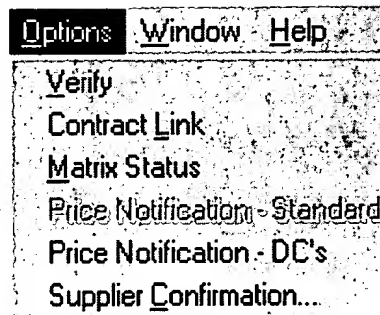 Options Window Help
Verify
Contract Link
Matrix Status
Price Notification - Standard
Price Notification - DC's
Supplier Confirmation...